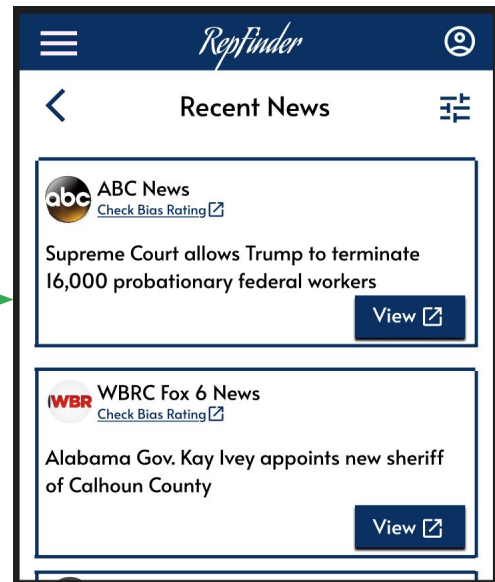 Repfinder
Recent News
abc
ABC News
Check Bias Rating
Supreme Court allows Trump to terminate
16,000 probationary federal workers
View
WBR
WBRC Fox 6 News
Check Bias Rating
Alabama Gov. Kay Ivey appoints new sheriff
of Calhoun County
View